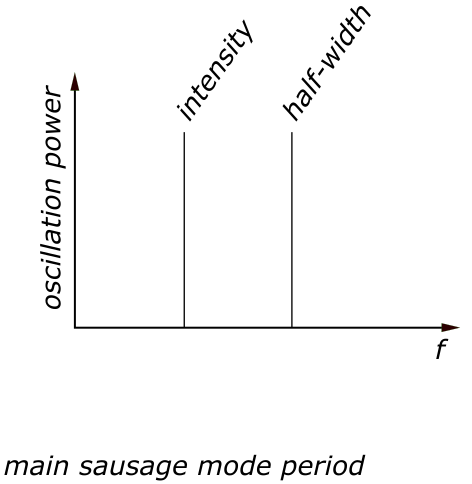 intensity
half-width
oscillation power
f
main sausage mode period